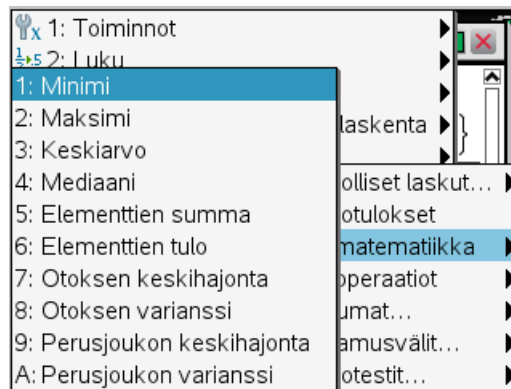 1: Toiminnot
2: Luku
1: Minimi
2: Maksimi
3: Keskiarvo
4: Mediaani
5: Elementtien summa
6: Elementtien tulo
7: Otoksen keskihajonta
8: Otoksen varianssi
9: Perusjoukon keskihajonta
A: Perusjoukon varianssi
laskenta
olliset laskut...
otulokset
matematiikka
operaatiot
umat...
amusvälit...
otestit...